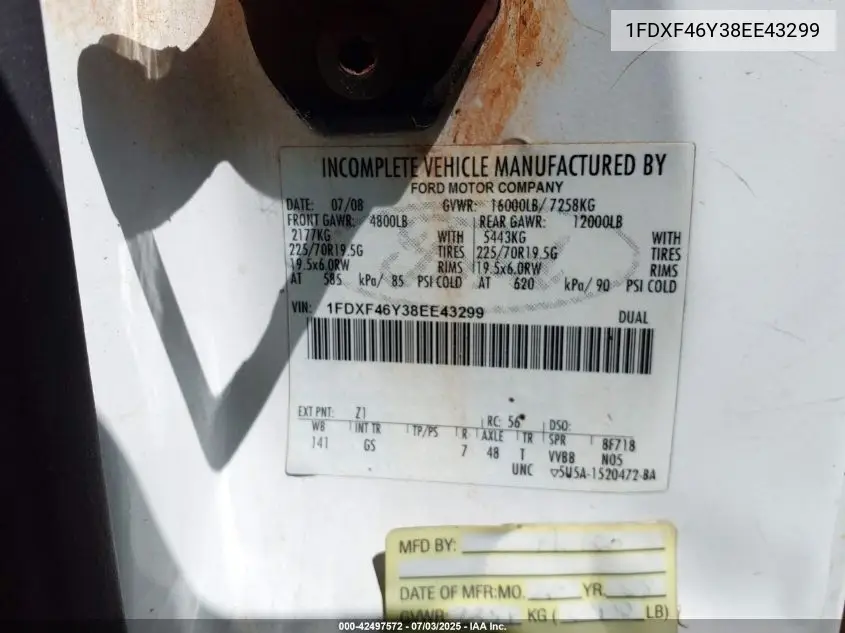 1FDXF46Y38EE43299
INCOMPLETE VEHICLE MANUFACTURED BY
FORD MOTOR COMPANY
DATE: 07/08 GVWR: 16000LB/ 7258KG
FRONT GAWR: 4800LB REAR GAWR: 12000LB
2177KG WITH 5443KG WITH
225/70R19.5G TIRES 225/70R19.5G TIRES
19.5x6.0RW RIMS 19.5x6.0RW RIMS
AT 585 kPa/ 85 PSI COLD AT 620 kPa/ 90 PSI COLD
VIN: 1FDXF46Y38EE43299 DUAL
EXT PNT: Z1 RC: 56 DSO:
WB INT TR TP/PS R AXLE TR SPR 8F718
141 GS 7 48 T VVBB N05
UNC ▽5U5A-1520472-BA
MFD BY:
DATE OF MFR:MO. YR.
GVWR KG ( LB)
000-42497572 - 07/03/2025 - IAA Inc.